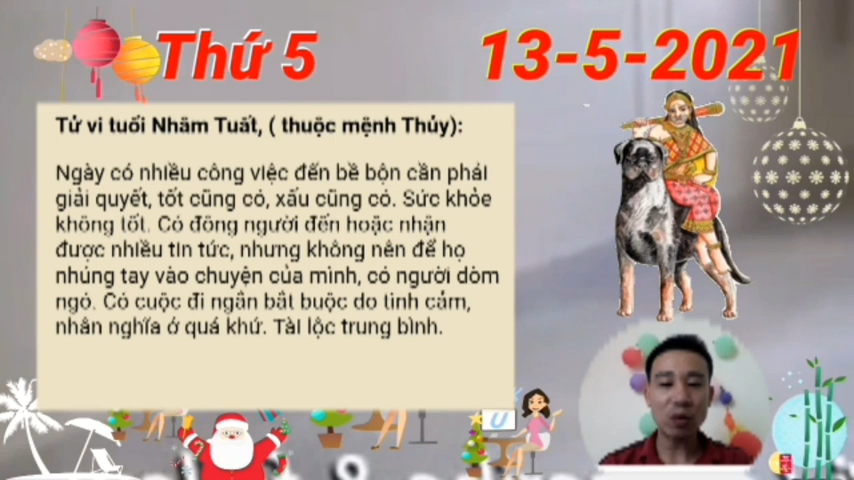 Thứ 5
13-5-2021
Tử vi tuổi Nhâm Tuất, ( thuộc mệnh Thủy):
Ngày có nhiều công việc đến bề bộn cần phải
giải quyết, tốt cũng có, xấu cũng có. Sức khỏe
không tốt. Có đông người đến hoặc nhận
được nhiều tin tức, nhưng không nên để họ
nhúng tay vào chuyện của mình, có người dòm
ngó. Có cuộc đi ngắn bắt buộc do tình cảm,
nhân nghĩa ở quá khứ. Tài lộc trung bình.
U